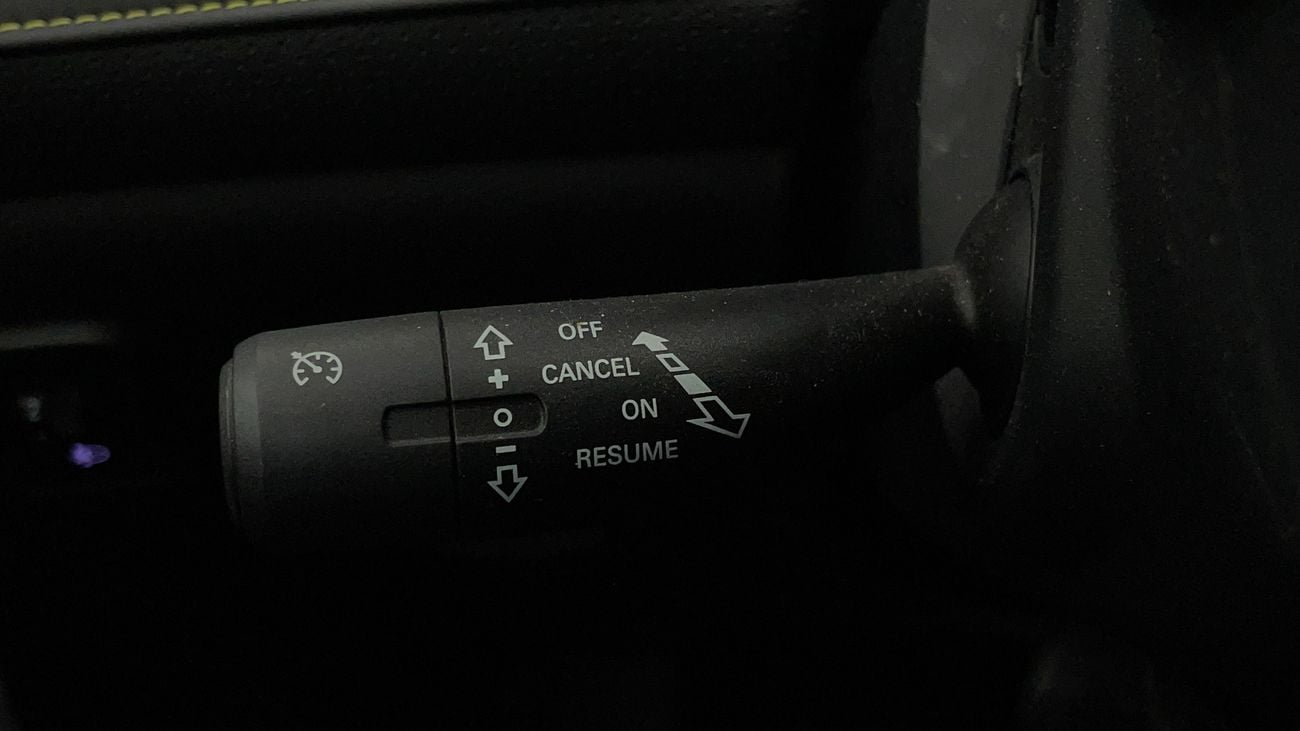 OFF
+ CANCEL
O ON
- RESUME